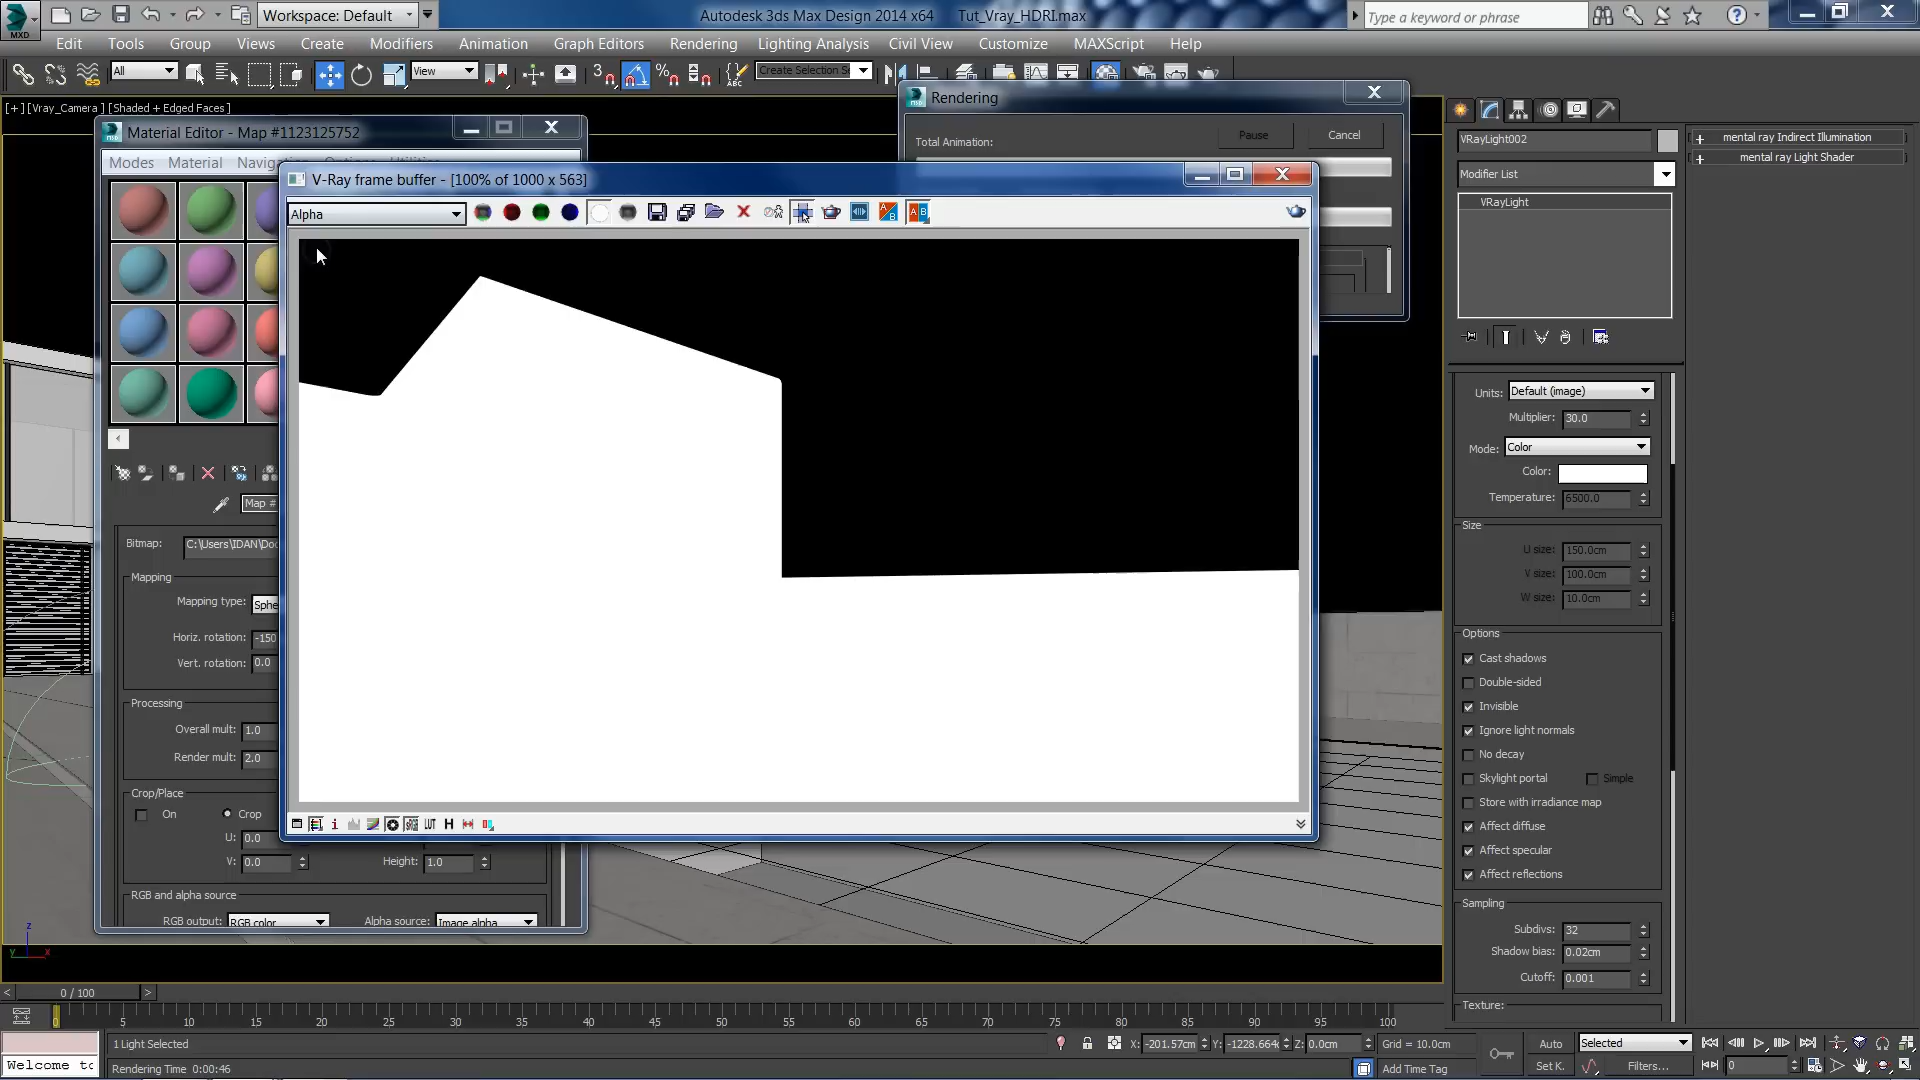 MXD
Workspace: Default
Autodesk 3ds Max Design 2014 x64 Tut_Vray_HDRI.max
Type a keyword or phrase
Edit Tools Group Views Create Modifiers Animation Graph Editors Rendering Lighting Analysis Civil View Customize MAXScript Help
All View Create Selection Se
[+][Vray_Camera ][Shaded + Edged Faces]
Rendering
Total Animation:
Pause
Cancel
Material Editor - Map #1123125752
Modes Material
V-Ray frame buffer - [100% of 1000 x 563]
Alpha
Map #
Bitmap: C:\Users\IDAN\Doc
Mapping
Mapping type: Sphe
Horiz. rotation: -150
Vert. rotation: 0.0
Processing
Overall mult: 1.0
Render mult: 2.0
Crop/Place
On Crop
U: 0.0
V: 0.0 Height: 1.0
LUT H
RGB and alpha source
RGB output: RGB color Alpha source: Image alpha
VRayLight002
Modifier List
VRayLight
Units: Default (image)
Multiplier: 30.0
Mode: Color
Color:
Temperature: 6500.0
Size
U size: 150.0cm
V size: 100.0cm
W size: 10.0cm
Options
Cast shadows
Double-sided
Invisible
Ignore light normals
No decay
Skylight portal Simple
Store with irradiance map
Affect diffuse
Affect specular
Affect reflections
Sampling
Subdivs: 32
Shadow bias: 0.02cm
Cutoff: 0.001
Texture:
mental ray Indirect Illumination
mental ray Light Shader
z
y x
0 / 100
0 5 10 15 20 25 30 35 40 45 50 55 60 65 70 75 80 85 90 95 100
1 Light Selected
X: -201.57cm Y: -1228.664 Z: 0.0cm Grid = 10.0cm
Auto Selected
Welcome to
Rendering Time 0:00:46
Add Time Tag
Set K. Filters... 0